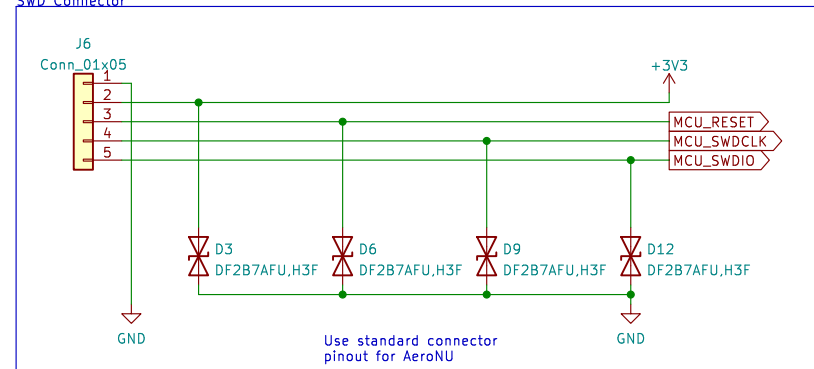 SWD Connector
J6
Conn_01x05
1
2
3
4
5
+3V3
MCU_RESET
MCU_SWDCLK
MCU_SWDIO
D3
DF2B7AFU,H3F
D6
DF2B7AFU,H3F
D9
DF2B7AFU,H3F
D12
DF2B7AFU,H3F
GND
GND
Use standard connector
pinout for AeroNU